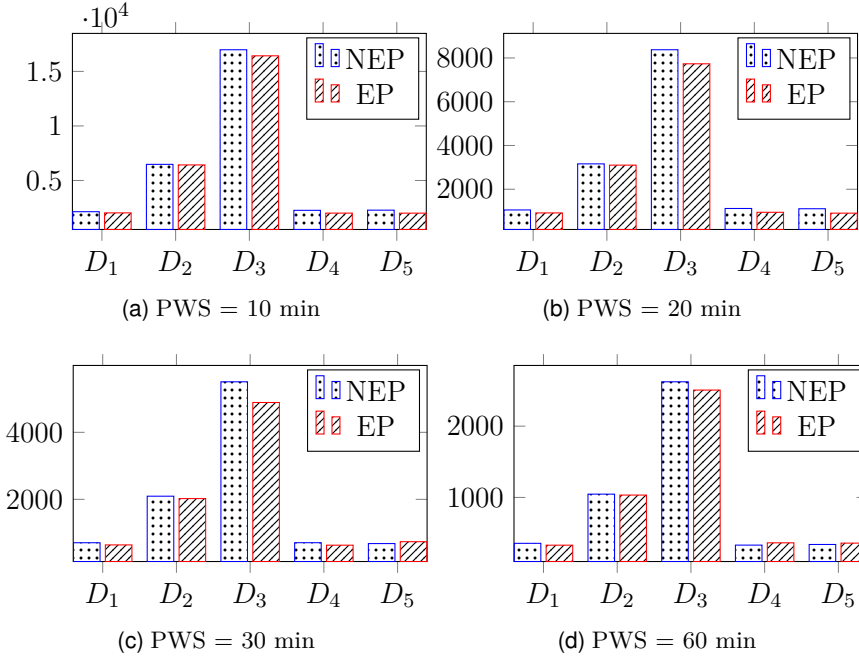 ·10⁴
1.5
1
0.5
NEP
EP
D₁ D₂ D₃ D₄ D₅
(a) PWS = 10 min
8000
6000
4000
2000
NEP
EP
D₁ D₂ D₃ D₄ D₅
(b) PWS = 20 min
4000
2000
NEP
EP
D₁ D₂ D₃ D₄ D₅
(c) PWS = 30 min
2000
1000
NEP
EP
D₁ D₂ D₃ D₄ D₅
(d) PWS = 60 min